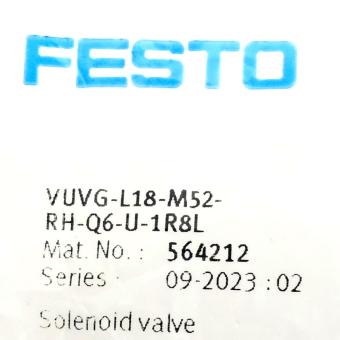 FESTO
VUVG-L18-M52-
RH-Q6-U-1R8L
Mat. No. : 564212
Series : 09-2023 : 02
Solenoid valve